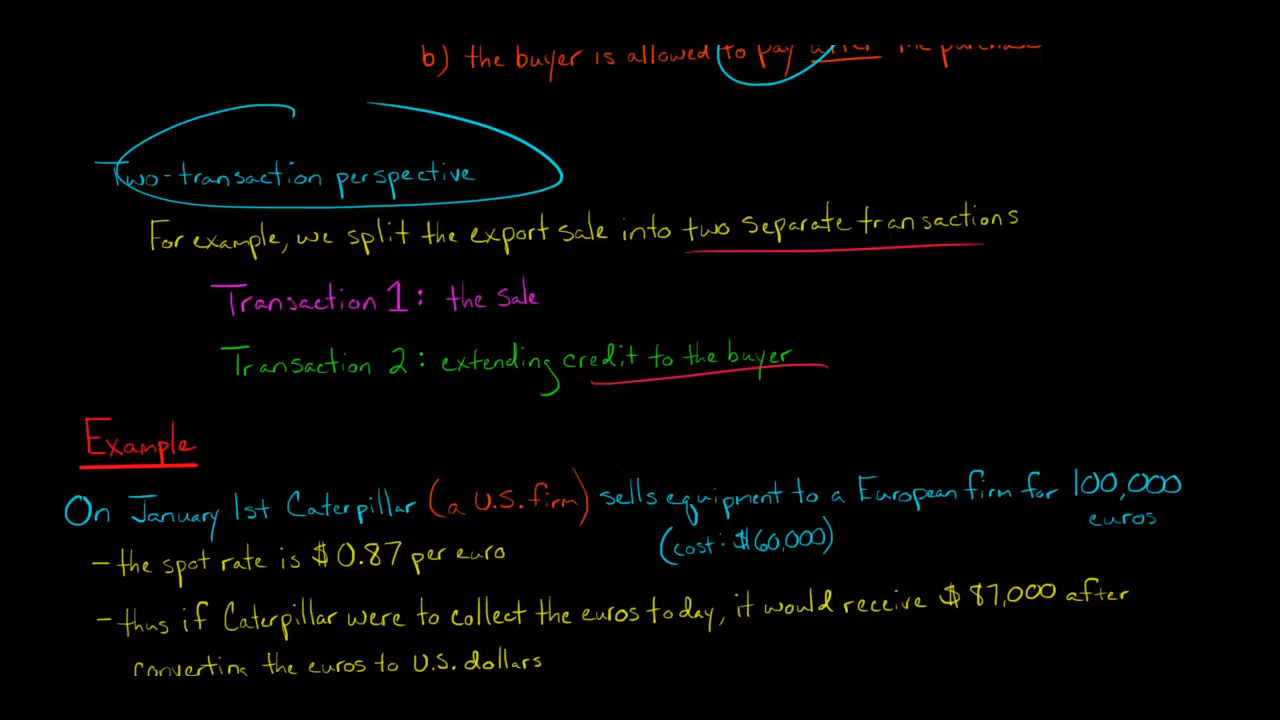 b) the buyer is allowed to pay after the purchase
Two-transaction perspective
For example, we split the export sale into two separate transactions
Transaction 1: the sale
Transaction 2: extending credit to the buyer
Example
On January 1st Caterpillar (a U.S. firm) sells equipment to a European firm for 100,000
euros
(cost: $60,000)
- the spot rate is $0.87 per euro
- thus if Caterpillar were to collect the euros today, it would receive $87,000 after
converting the euros to U.S. dollars